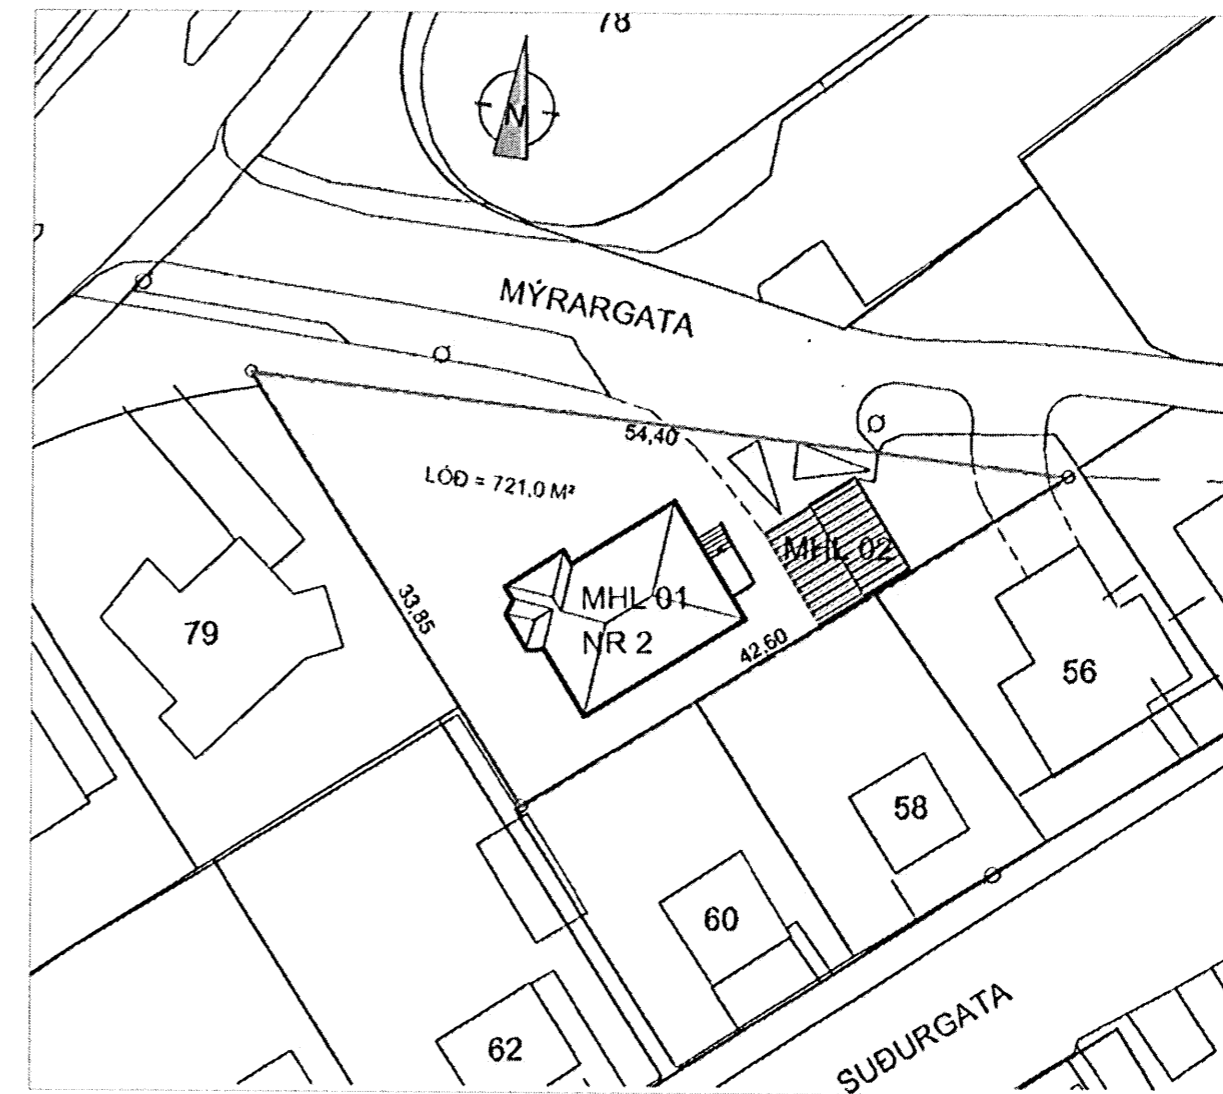 78
N
MÝRARGATA
54,40
LÓÐ = 721,0 M²
MHL 02
MHL 01
NR 2
33,85
42,60
79
56
58
60
62
SUÐURGATA